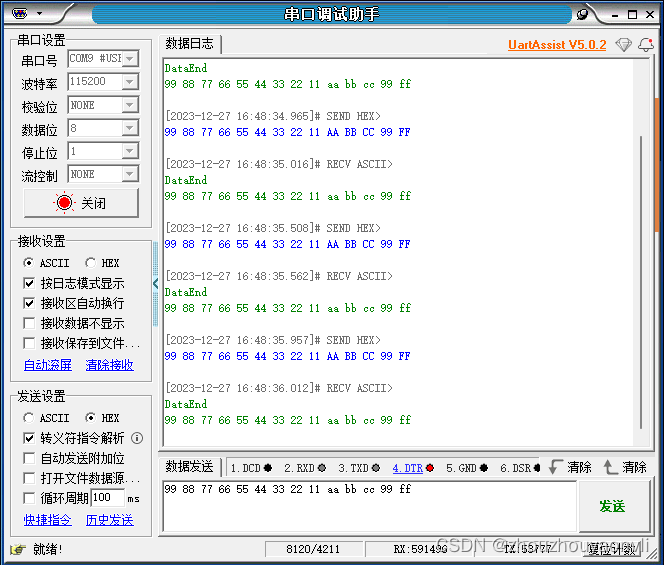 串口调试助手
串口设置
串口号 COM9 #USI
波特率 115200
校验位 NONE
数据位 8
停止位 1
流控制 NONE
关闭
接收设置
ASCII HEX
按日志模式显示
接收区自动换行
接收数据不显示
接收保存到文件...
自动滚屏 清除接收
发送设置
ASCII HEX
转义符指令解析
自动发送附加位
打开文件数据源...
循环周期 100 ms
快捷指令 历史发送
数据日志 UartAssist V5.0.2
DataEnd
99 88 77 66 55 44 33 22 11 aa bb cc 99 ff
[2023-12-27 16:48:34.965]# SEND HEX>
99 88 77 66 55 44 33 22 11 AA BB CC 99 FF
[2023-12-27 16:48:35.016]# RECV ASCII>
DataEnd
99 88 77 66 55 44 33 22 11 aa bb cc 99 ff
[2023-12-27 16:48:35.508]# SEND HEX>
99 88 77 66 55 44 33 22 11 AA BB CC 99 FF
[2023-12-27 16:48:35.562]# RECV ASCII>
DataEnd
99 88 77 66 55 44 33 22 11 aa bb cc 99 ff
[2023-12-27 16:48:35.957]# SEND HEX>
99 88 77 66 55 44 33 22 11 AA BB CC 99 FF
[2023-12-27 16:48:36.012]# RECV ASCII>
DataEnd
99 88 77 66 55 44 33 22 11 aa bb cc 99 ff
数据发送 1.DCD 2.RXD 3.TXD 4.DTR 5.GND 6.DSR 清除 清除
99 88 77 66 55 44 33 22 11 aa bb cc 99 ff
发送
就绪! 8120/4211 RX:591496 TX:53777 复位计数